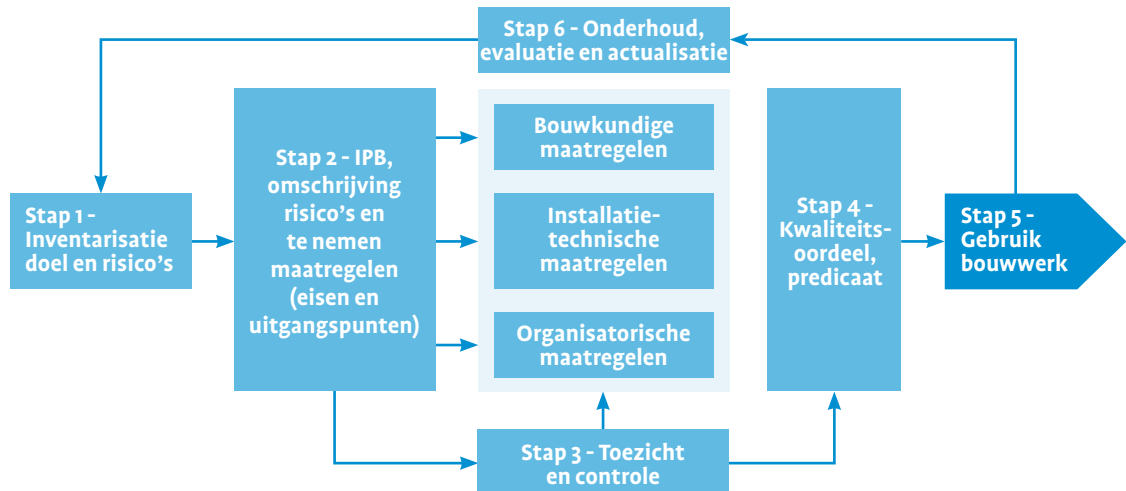 Stap 6 - Onderhoud,
evaluatie en actualisatie
Stap 1 -
Inventarisatie
doel en risico's
Stap 2 - IPB,
omschrijving
risico's en
te nemen
maatregelen
(eisen en
uitgangspunten)
Bouwkundige
maatregelen
Installatie-
technische
maatregelen
Organisatorische
maatregelen
Stap 3 - Toezicht
en controle
Stap 4 -
Kwaliteits-
oordeel,
predicaat
Stap 5 -
Gebruik
bouwwerk